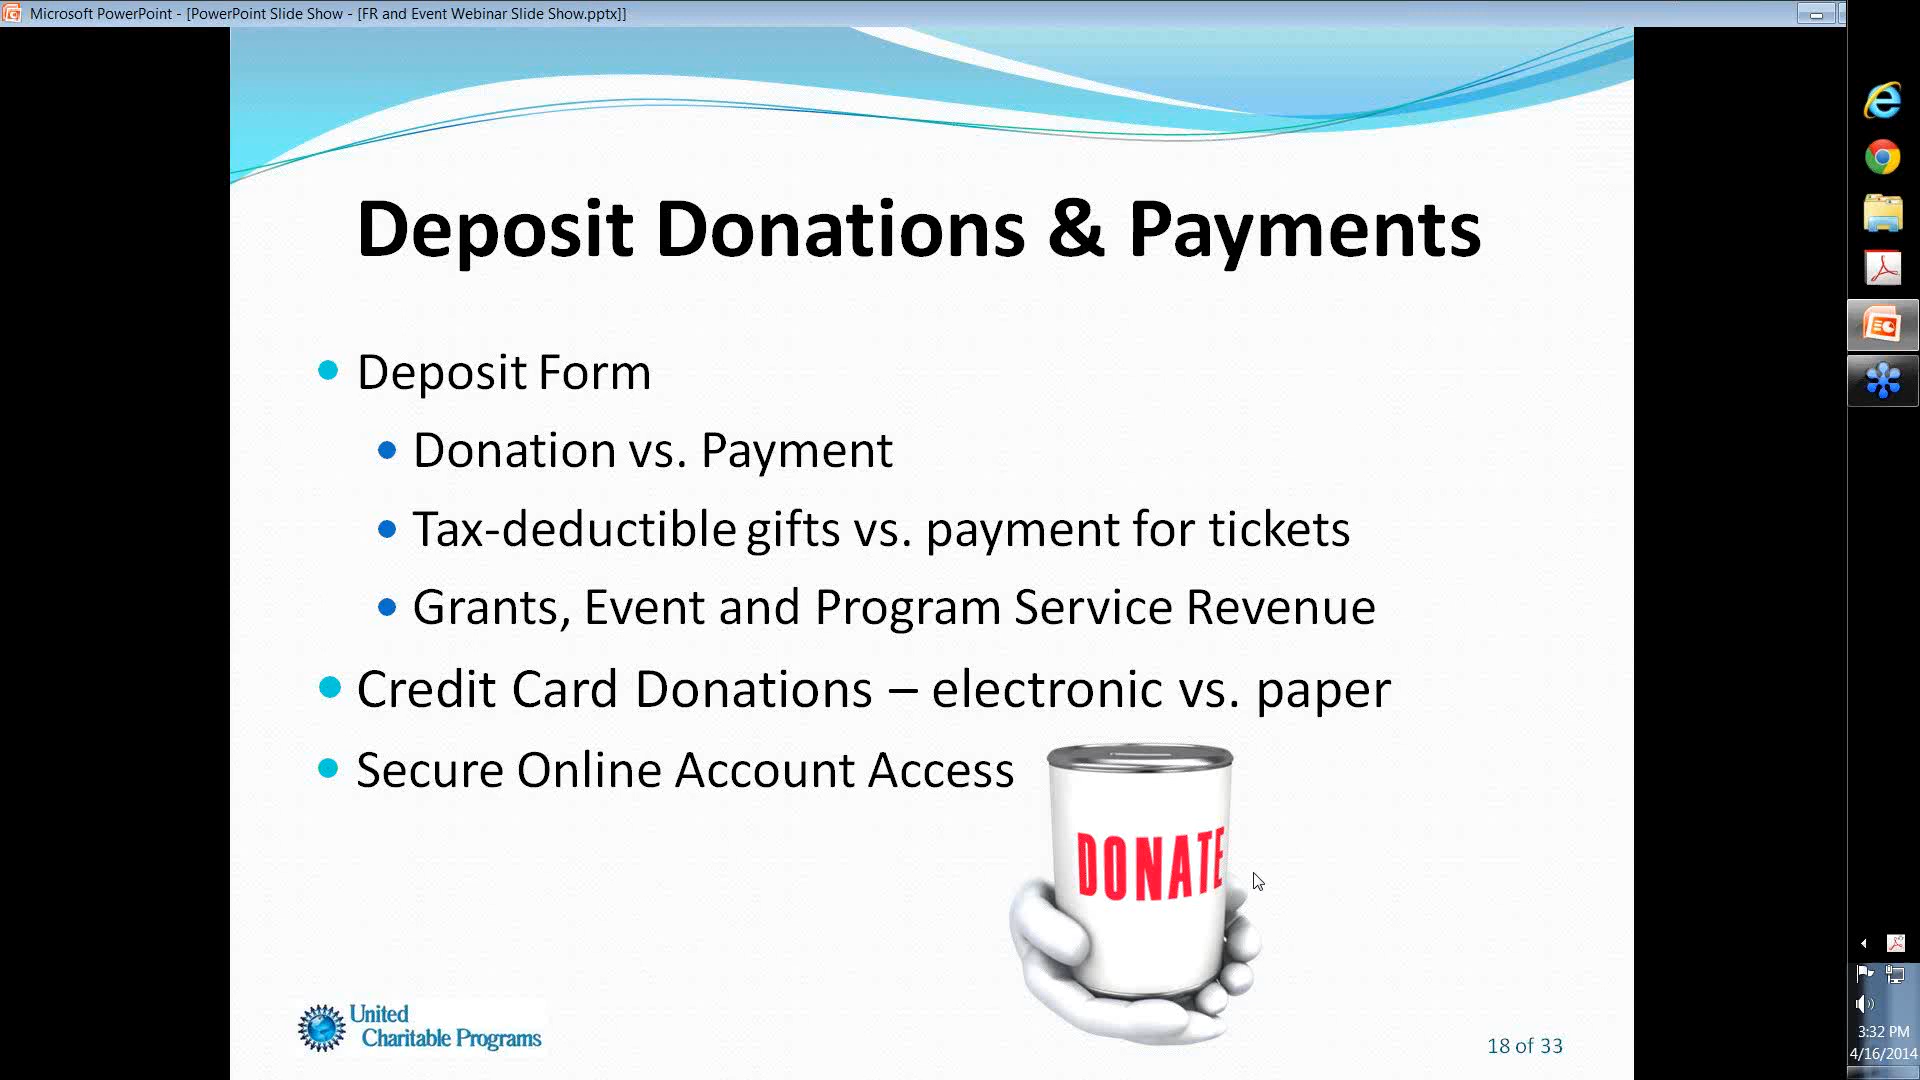 Microsoft PowerPoint - [PowerPoint Slide Show - [FR and Event Webinar Slide Show.pptx]]
Deposit Donations & Payments
Deposit Form
Donation vs. Payment
Tax-deductible gifts vs. payment for tickets
Grants, Event and Program Service Revenue
Credit Card Donations – electronic vs. paper
Secure Online Account Access
DONATE
United
Charitable Programs
18 of 33
3:32 PM
4/16/2014